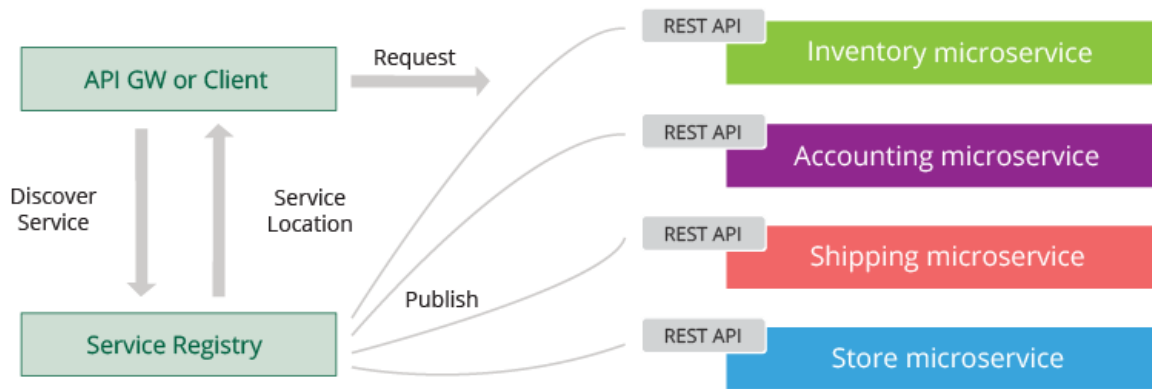 API GW or Client
Request
Discover
Service
Service
Location
Service Registry
Publish
REST API
Inventory microservice
REST API
Accounting microservice
REST API
Shipping microservice
REST API
Store microservice